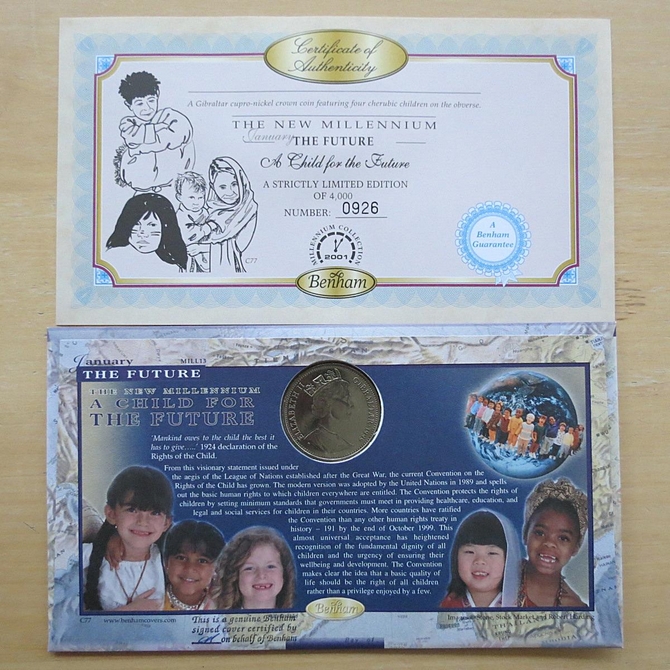 Certificate of
Authenticity
A Gibraltar cupro-nickel crown coin featuring four cherubic children on the obverse.
THE NEW MILLENNIUM
January
THE FUTURE
A Child for the Future
A STRICTLY LIMITED EDITION
OF 4,000
NUMBER: 0926
MILLENNIUM COLLECTION
2001
A
Benham
Guarantee
C77
Benham
January
MILL13
THE FUTURE
THE NEW MILLENNIUM
A CHILD FOR
THE FUTURE
ELIZABETH II
GIBRALTAR
'Mankind owes to the child the best it
has to give.....' 1924 declaration of the
Rights of the Child.
From this visionary statement issued under
the aegis of the League of Nations established after the Great War, the current Convention on the
Rights of the Child has grown. The modern version was adopted by the United Nations in 1989 and spells
out the basic human rights to which children everywhere are entitled. The Convention protects the rights of
children by setting minimum standards that governments must meet in providing healthcare, education, and
legal and social services for children in their countries. More countries have ratified
the Convention than any other human rights treaty in
history – 191 by the end of October 1999. This
almost universal acceptance has heightened
recognition of the fundamental dignity of all
children and the urgency of ensuring their
wellbeing and development. The Convention
makes clear the idea that a basic quality of
life should be the right of all children
rather than a privilege enjoyed by a few.
Benham
C77
www.benhamcovers.com
This is a genuine Benham
signed cover certified by
on behalf of Benham
Images: Stone, Stock Market and Robert Harding